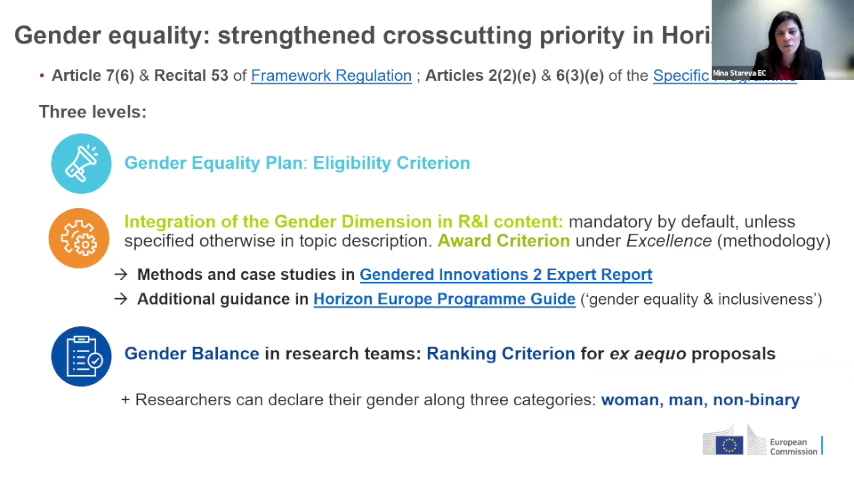 Gender equality: strengthened crosscutting priority in
• Article 7(6) & Recital 53 of Framework Regulation ; Articles 2(2)(e) & 6(3)(e) of the Specific
Three levels:
Gender Equality Plan: Eligibility Criterion
Integration of the Gender Dimension in R&I content: mandatory by default, unless
specified otherwise in topic description. Award Criterion under Excellence (methodology)
→ Methods and case studies in Gendered Innovations 2 Expert Report
→ Additional guidance in Horizon Europe Programme Guide (‘gender equality & inclusiveness’)
Gender Balance in research teams: Ranking Criterion for ex aequo proposals
+ Researchers can declare their gender along three categories: woman, man, non-binary
Mina Stareva EC
European
Commission